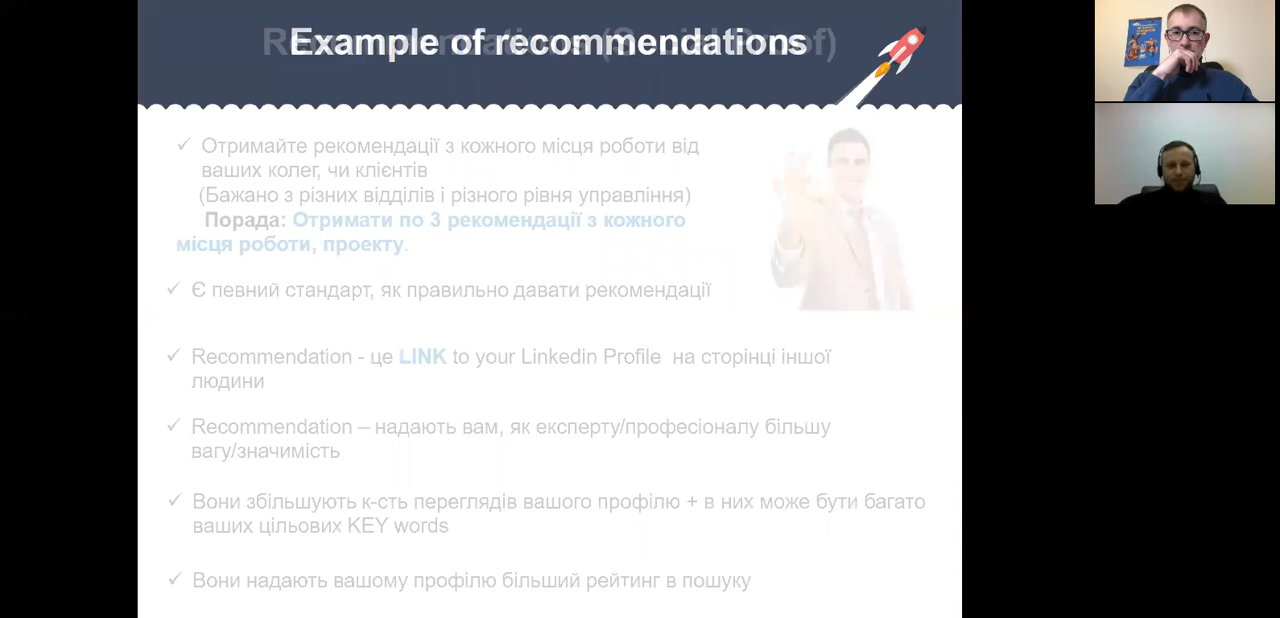 Example of recommendations
Отримайте рекомендації з кожного місця роботи від
ваших колег, чи клієнтів
(Бажано з різних відділів і різного рівня управління)
Порада: Отримати по 3 рекомендації з кожного
місця роботи, проекту.
Є певний стандарт, як правильно давати рекомендації
Recommendation - це LINK to your Linkedin Profile на сторінці іншої
людини
Recommendation – надають вам, як експерту/професіоналу більшу
вагу/значимість
Вони збільшують к-сть переглядів вашого профілю + в них може бути багато
ваших цільових KEY words
Вони надають вашому профілю більший рейтинг в пошуку